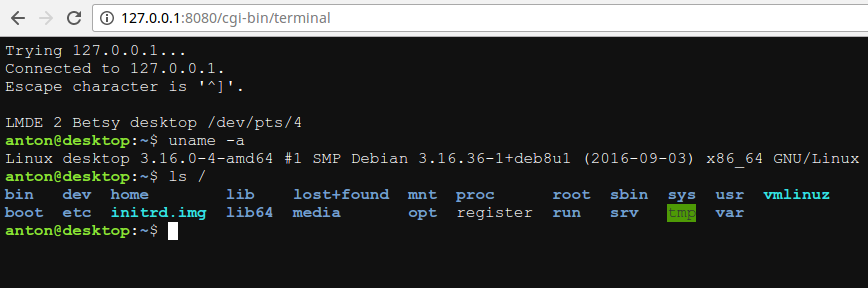 127.0.0.1:8080/cgi-bin/terminal
Trying 127.0.0.1...
Connected to 127.0.0.1.
Escape character is '^]'.
LMDE 2 Betsy desktop /dev/pts/4
anton@desktop:~$ uname -a
Linux desktop 3.16.0-4-amd64 #1 SMP Debian 3.16.36-1+deb8u1 (2016-09-03) x86_64 GNU/Linux
anton@desktop:~$ ls /
bin dev home lib lost+found mnt proc root sbin sys usr vmlinuz
boot etc initrd.img lib64 media opt register run srv tmp var
anton@desktop:~$